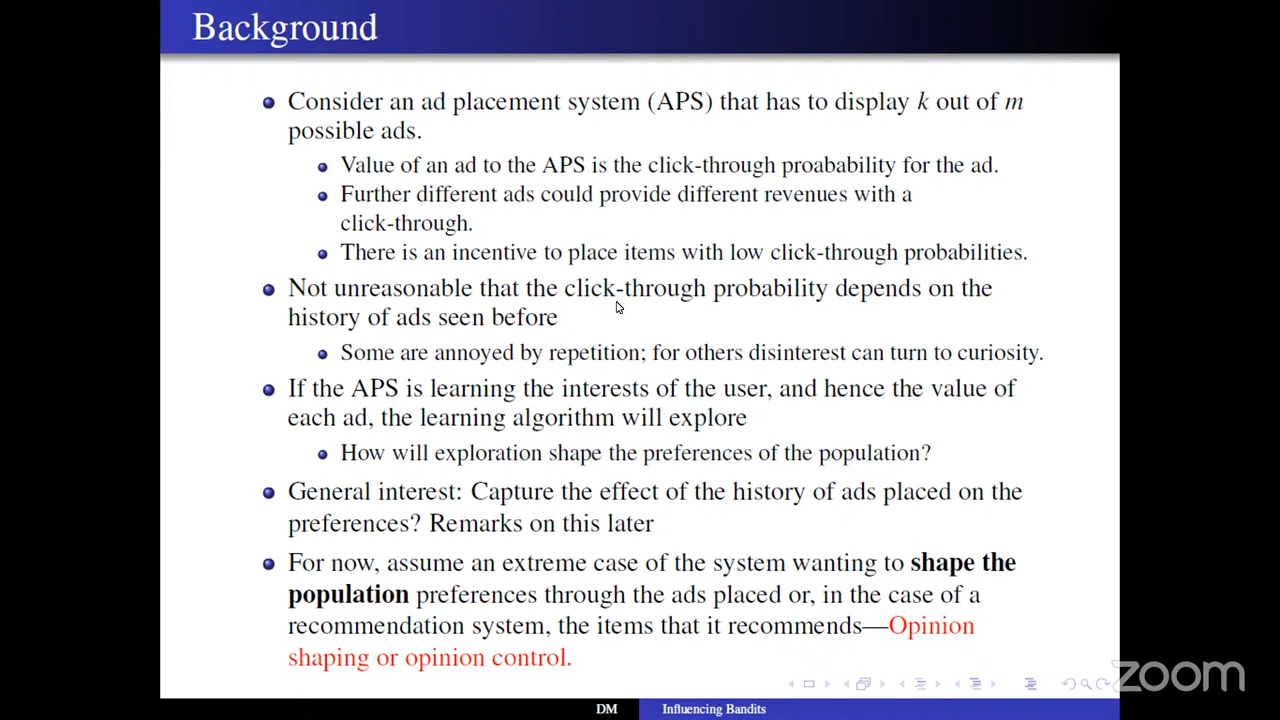 Background
Consider an ad placement system (APS) that has to display k out of m
possible ads.
Value of an ad to the APS is the click-through proabability for the ad.
Further different ads could provide different revenues with a
click-through.
There is an incentive to place items with low click-through probabilities.
Not unreasonable that the click-through probability depends on the
history of ads seen before
Some are annoyed by repetition; for others disinterest can turn to curiosity.
If the APS is learning the interests of the user, and hence the value of
each ad, the learning algorithm will explore
How will exploration shape the preferences of the population?
General interest: Capture the effect of the history of ads placed on the
preferences? Remarks on this later
For now, assume an extreme case of the system wanting to shape the
population preferences through the ads placed or, in the case of a
recommendation system, the items that it recommends—Opinion
shaping or opinion control.
zoom
DM Influencing Bandits